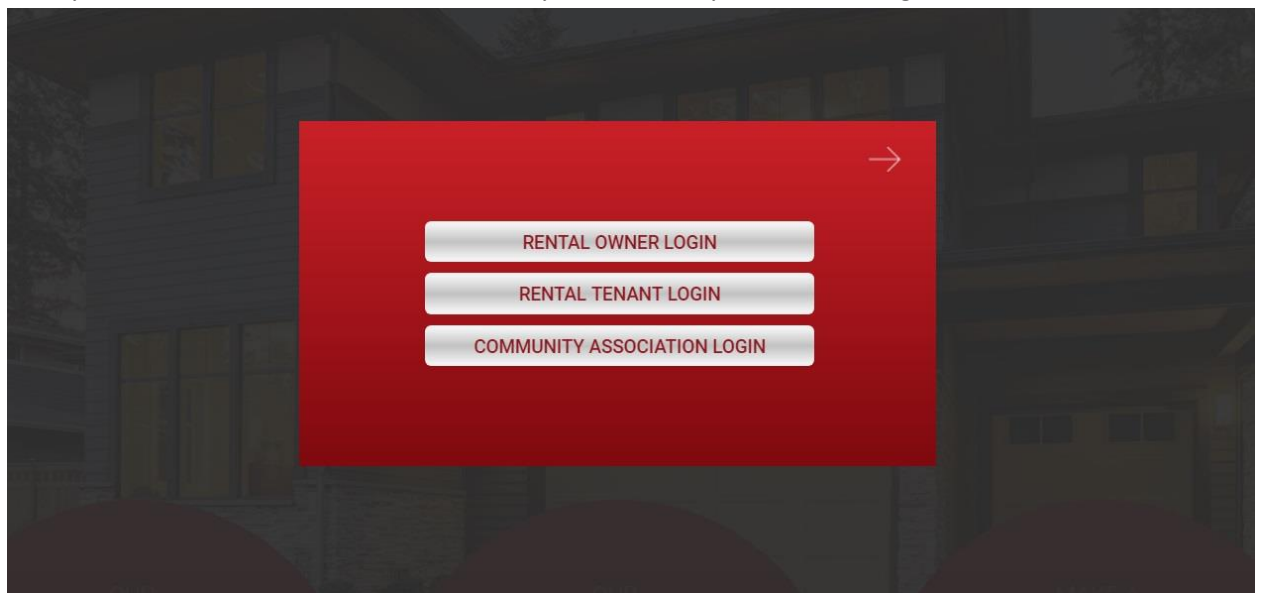 RENTAL OWNER LOGIN
RENTAL TENANT LOGIN
COMMUNITY ASSOCIATION LOGIN